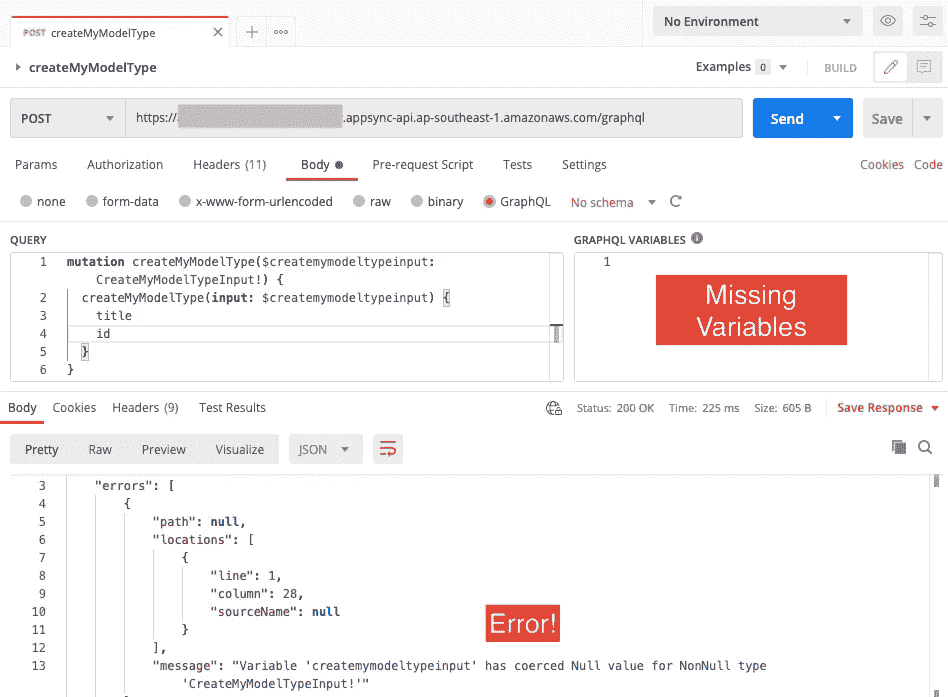 POST createMyModelType
No Environment
createMyModelType
Examples 0
BUILD
POST
https:// .appsync-api.ap-southeast-1.amazonaws.com/graphql
Send
Save
Params Authorization Headers (11) Body Pre-request Script Tests Settings Cookies Code
none form-data x-www-form-urlencoded raw binary GraphQL No schema
QUERY
GRAPHQL VARIABLES
1 mutation createMyModelType($createmymodeltypeinput:
CreateMyModelTypeInput!) {
2 createMyModelType(input: $createmymodeltypeinput) {
3 title
4 id
5 }
6 }
1
Missing
Variables
Body Cookies Headers (9) Test Results Status: 200 OK Time: 225 ms Size: 605 B Save Response
Pretty Raw Preview Visualize JSON
3 "errors": [
4 {
5 "path": null,
6 "locations": [
7 {
8 "line": 1,
9 "column": 28,
10 "sourceName": null
11 }
12 ],
13 "message": "Variable 'createmymodeltypeinput' has coerced Null value for NonNull type
'CreateMyModelTypeInput!'"
Error!